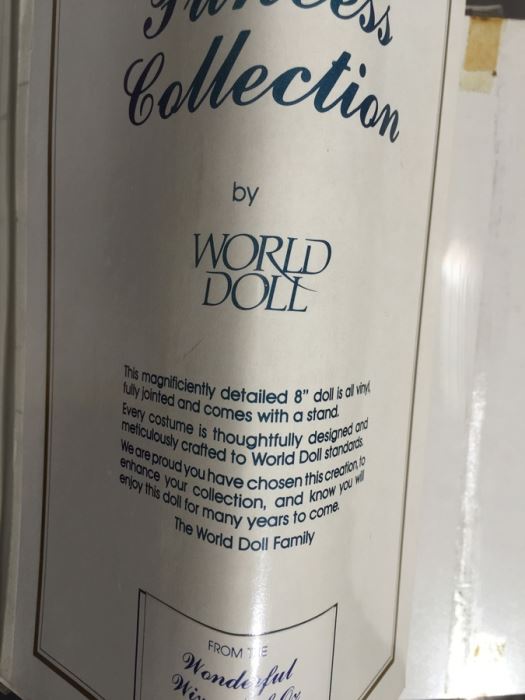 Princess
Collection
by
WORLD
DOLL
This magnificiently detailed 8" doll is all vinyl,
fully jointed and comes with a stand.
Every costume is thoughtfully designed and
meticulously crafted to World Doll standards.
We are proud you have chosen this creation, to
enhance your collection, and know you will
enjoy this doll for many years to come.
The World Doll Family
FROM THE
Wonderful